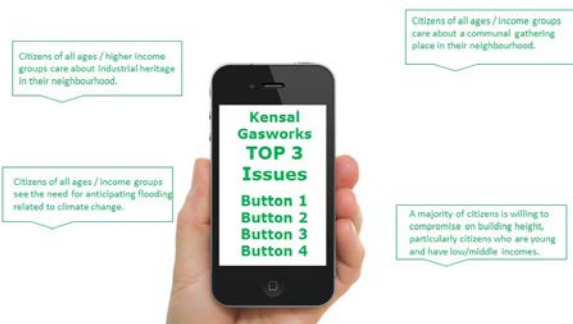 Citizens of all ages / higher income
groups care about industrial heritage
in their neighbourhood.
Citizens of all ages / income groups
care about a communal gathering
place in their neighbourhood.
Kensal
Gasworks
TOP 3
Issues
Button 1
Button 2
Button 3
Button 4
Citizens of all ages / income groups
see the need for anticipating flooding
related to climate change.
A majority of citizens is willing to
compromise on building height,
particularly citizens who are young
and have low/middle incomes.